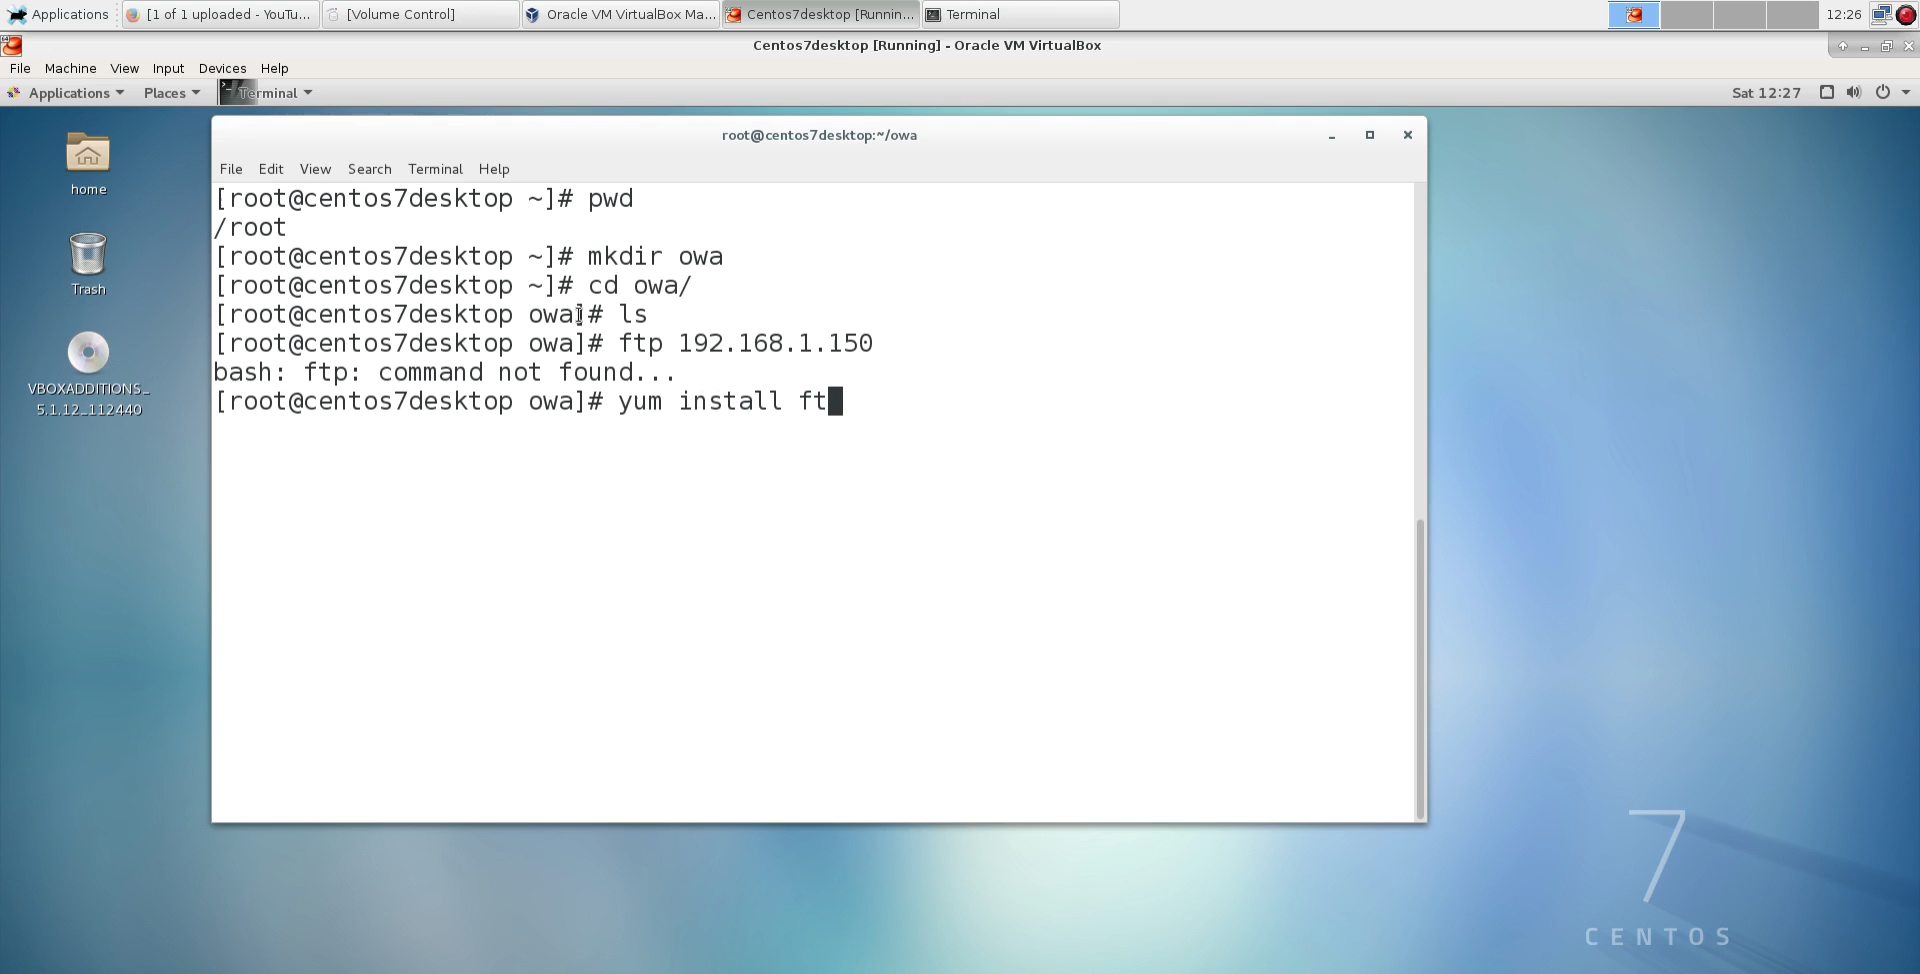 Applications
[1 of 1 uploaded - YouTu...
[Volume Control]
Oracle VM VirtualBox Ma...
Centos7desktop [Runnin...
Terminal
12:26
Centos7desktop [Running] - Oracle VM VirtualBox
File Machine View Input Devices Help
Applications Places Terminal
Sat 12:27
home
Trash
VBOXADDITIONS_
5.1.12_112440
root@centos7desktop:~/owa
File Edit View Search Terminal Help
[root@centos7desktop ~]# pwd
/root
[root@centos7desktop ~]# mkdir owa
[root@centos7desktop ~]# cd owa/
[root@centos7desktop owa]# ls
[root@centos7desktop owa]# ftp 192.168.1.150
bash: ftp: command not found...
[root@centos7desktop owa]# yum install ft
7
CENTOS